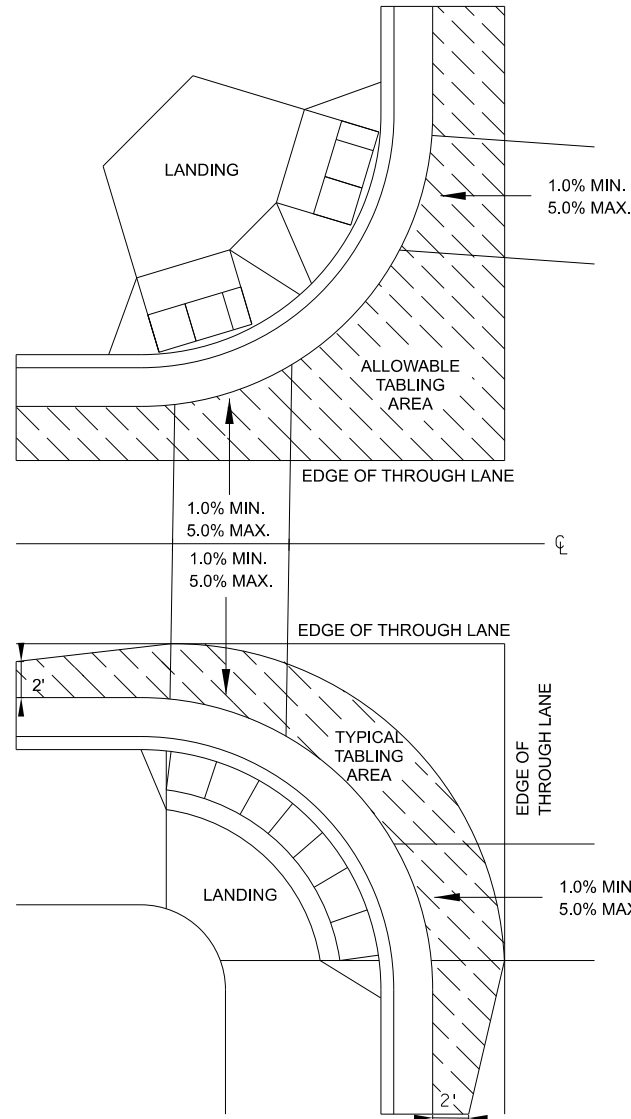 LANDING
1.0% MIN.
5.0% MAX.
ALLOWABLE
TABLING
AREA
EDGE OF THROUGH LANE
1.0% MIN.
5.0% MAX.
℄
1.0% MIN.
5.0% MAX.
EDGE OF THROUGH LANE
2'
TYPICAL
TABLING
AREA
EDGE OF
THROUGH LANE
LANDING
1.0% MIN
5.0% MAX
2'